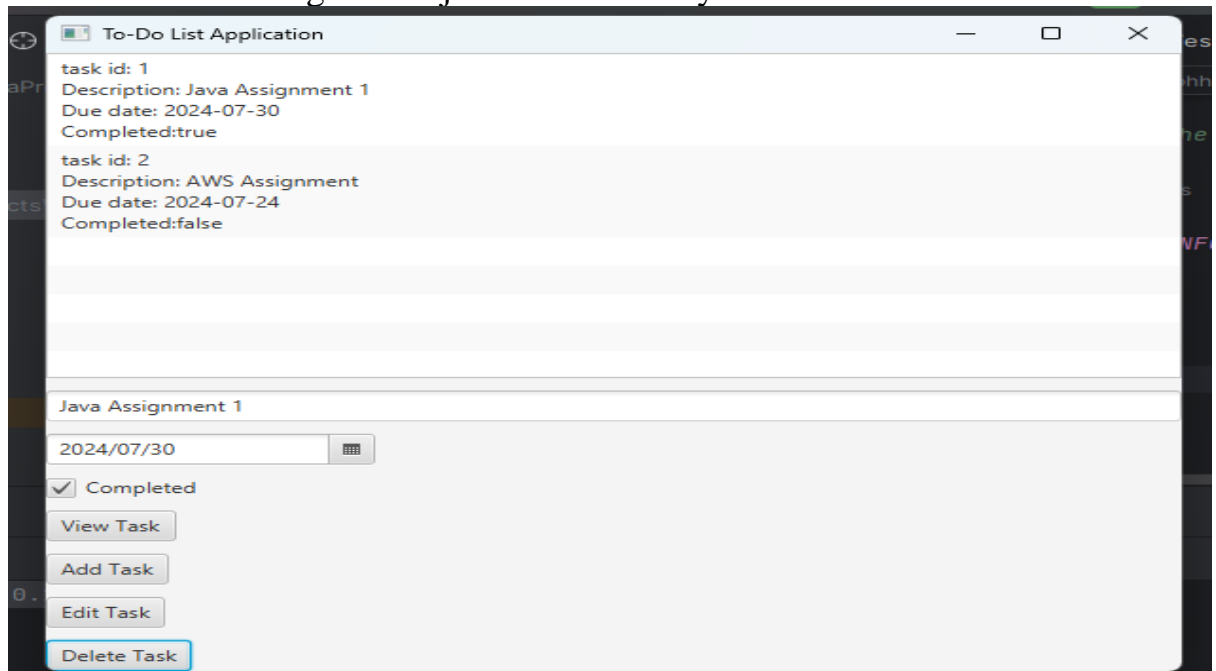 To-Do List Application
task id: 1
Description: Java Assignment 1
Due date: 2024-07-30
Completed:true
task id: 2
Description: AWS Assignment
Due date: 2024-07-24
Completed:false
Java Assignment 1
2024/07/30
Completed
View Task
Add Task
Edit Task
Delete Task